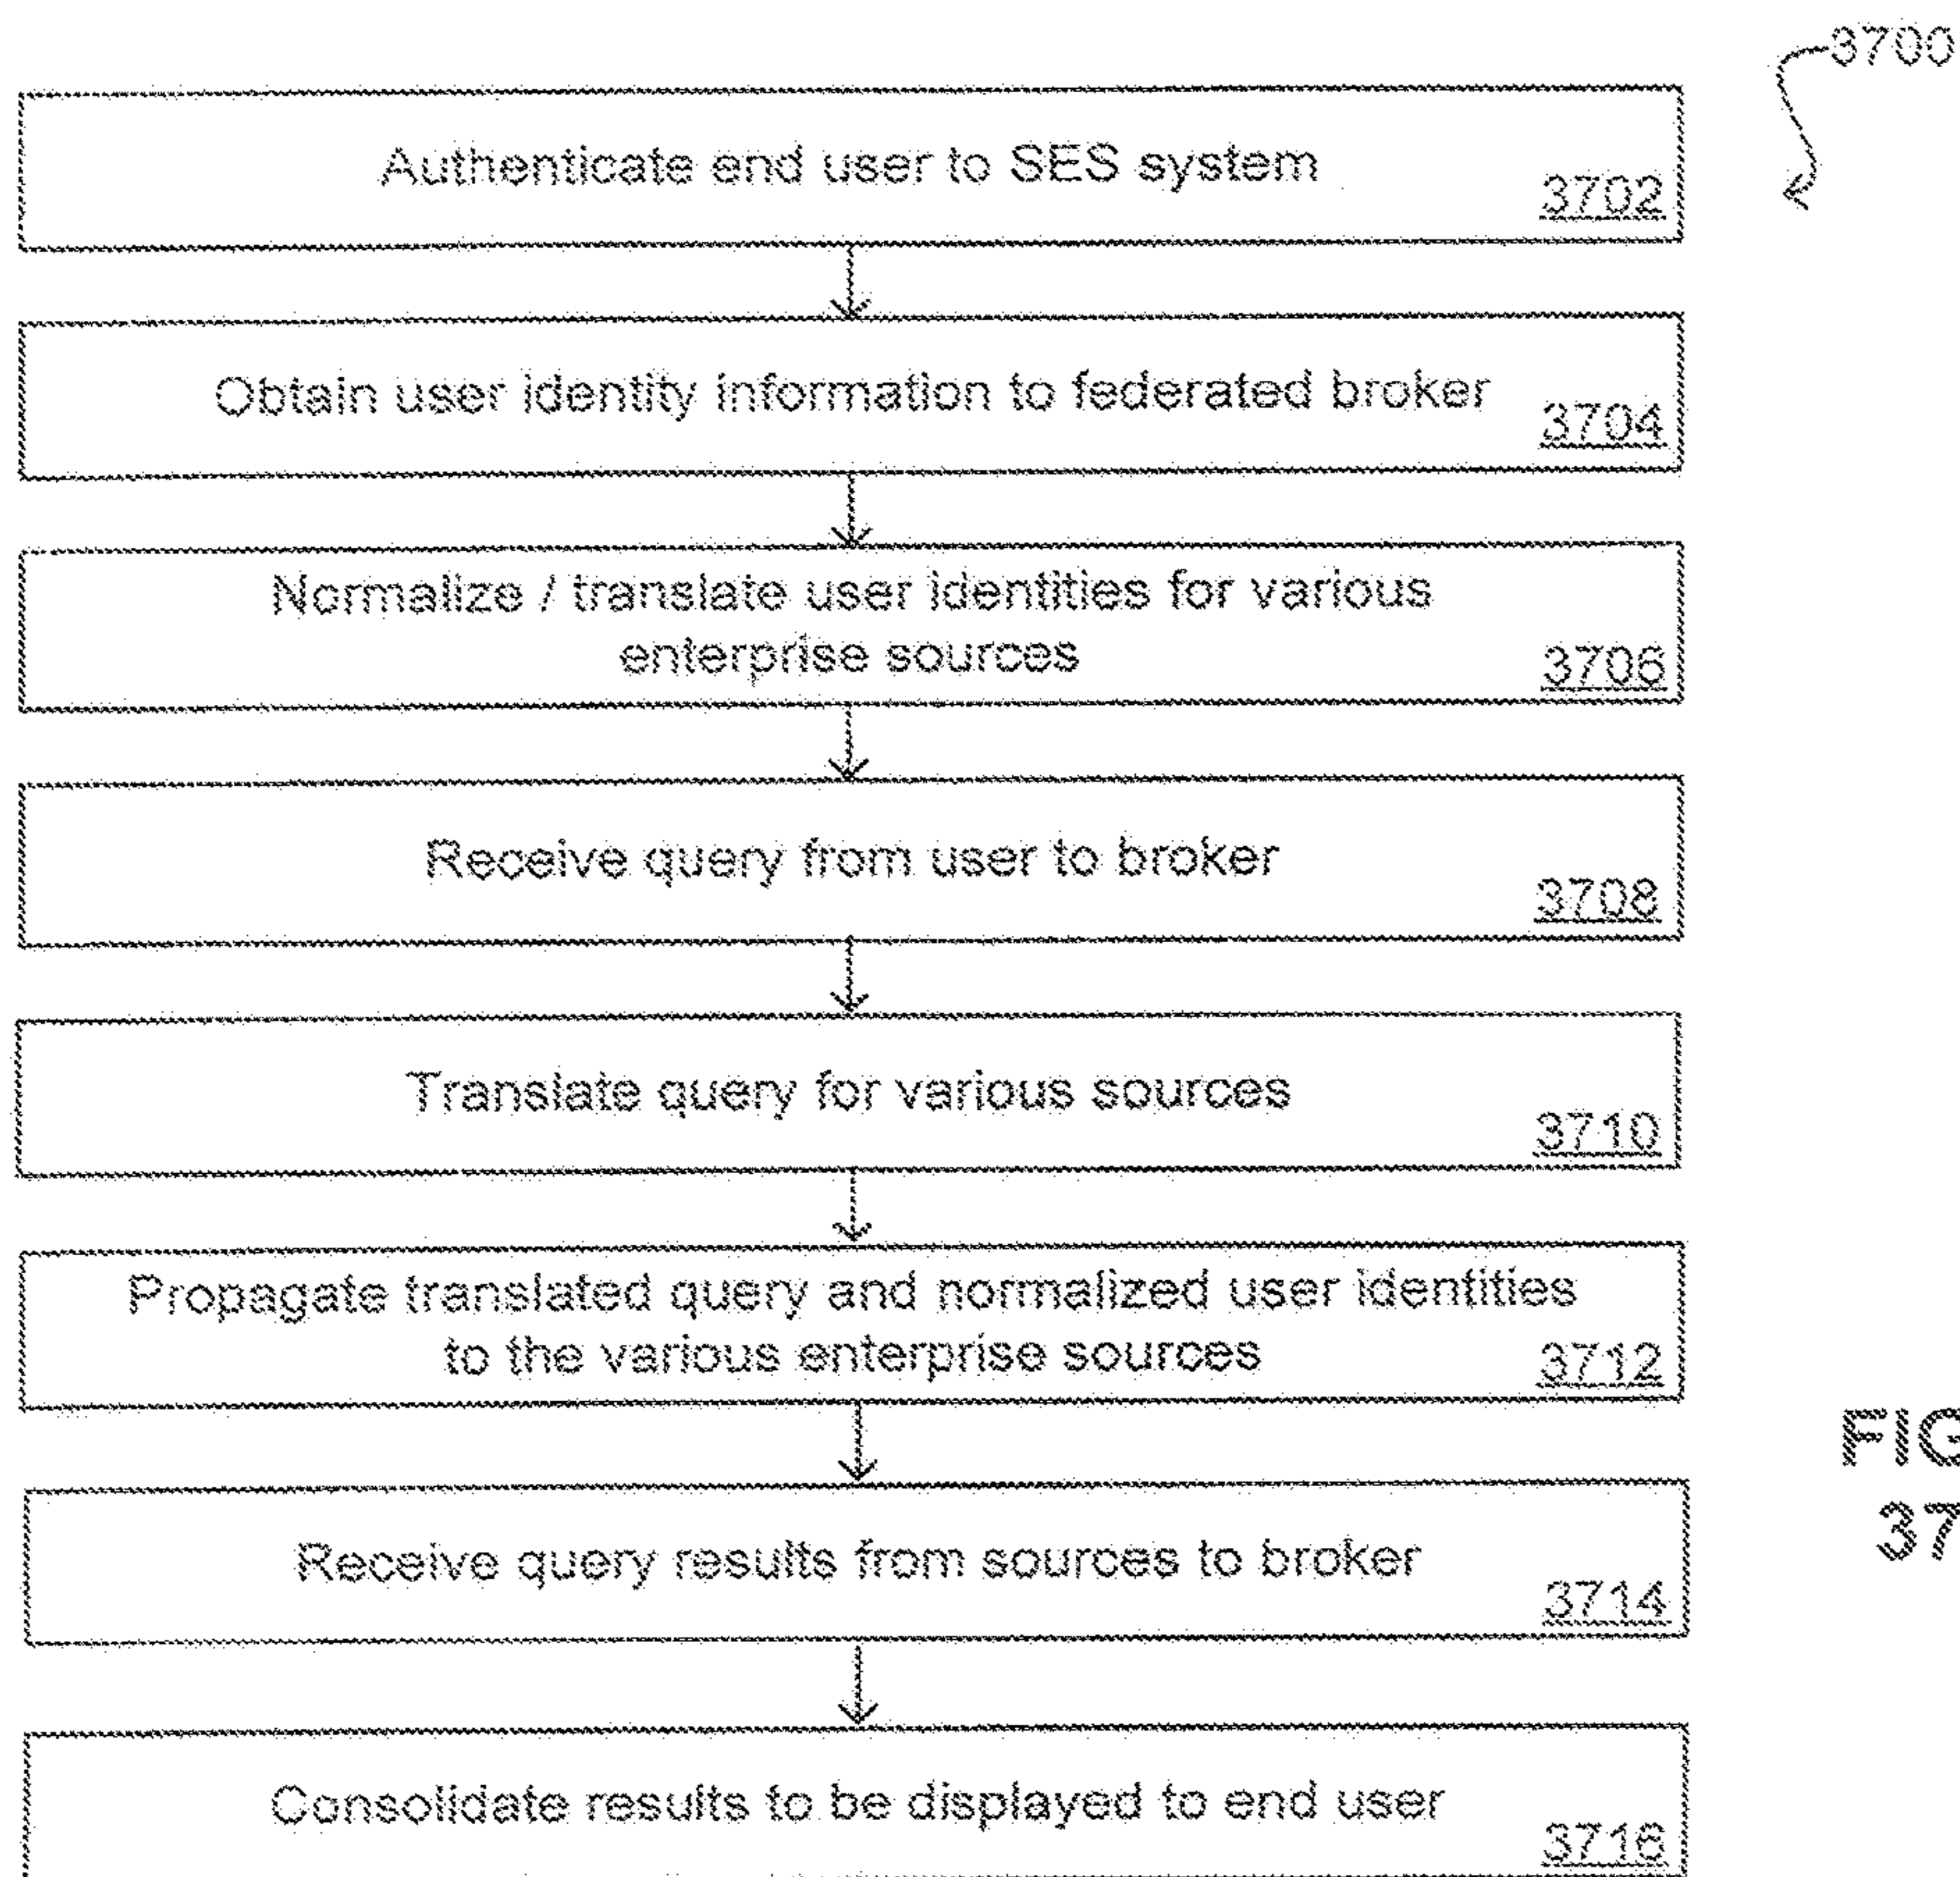 3700
Authenticate end user to SES system
3702
Obtain user identity information to federated broker
3704
Normalize / translate user identities for various
enterprise sources
3706
Receive query from user to broker
3708
Translate query for various sources
3710
Propagate translated query and normalized user identities
to the various enterprise sources
3712
FIG
37
Receive query results from sources to broker
3714
Consolidate results to be displayed to end user
3716